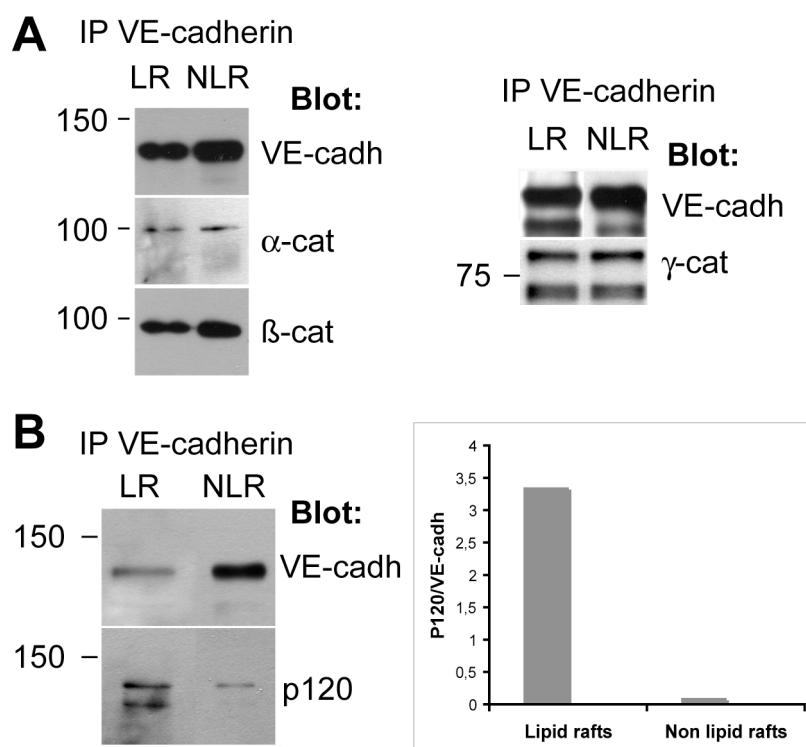 A IP VE-cadherin
LR NLR
Blot:
150
VE-cadh
100
α-cat
100
ß-cat
IP VE-cadherin
LR NLR
Blot:
VE-cadh
75
γ-cat
B IP VE-cadherin
LR NLR
Blot:
150
VE-cadh
150
p120
P120/VE-cadh
4
3,5
3
2,5
2
1,5
1
0,5
0
Lipid rafts Non lipid rafts